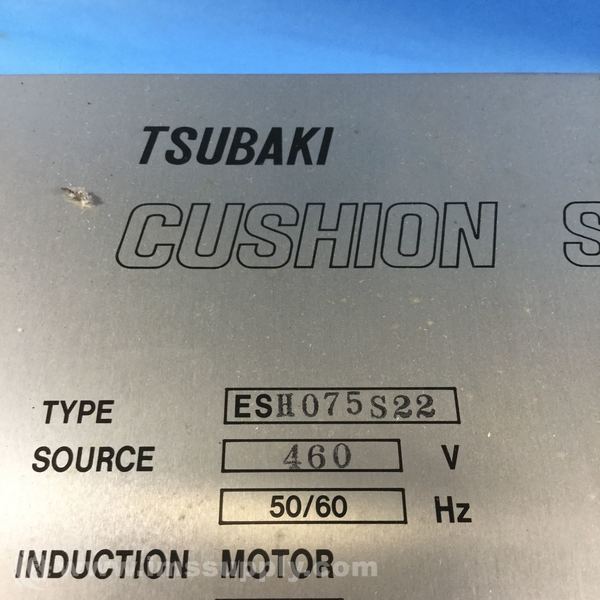 TSUBAKI
CUSHION S
TYPE ESH075S22
SOURCE 460 V
50/60 Hz
INDUCTION MOTOR